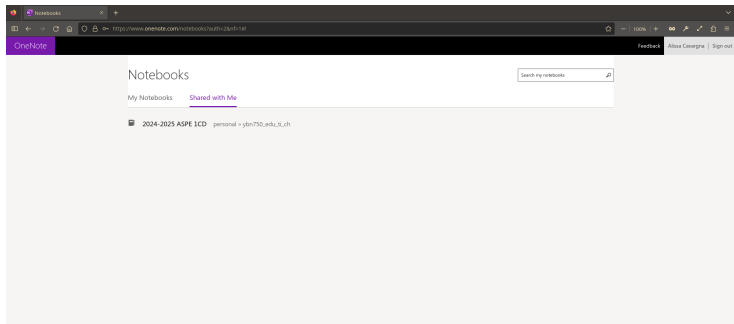 Notebooks
https://www.onenote.com/notebooks?auth=2&nf=1#
100%
OneNote
Feedback
Alissa Cavargna | Sign out
Notebooks
Search my notebooks
My Notebooks
Shared with Me
2024-2025 ASPE 1CD personal » ybn750_edu_ti_ch